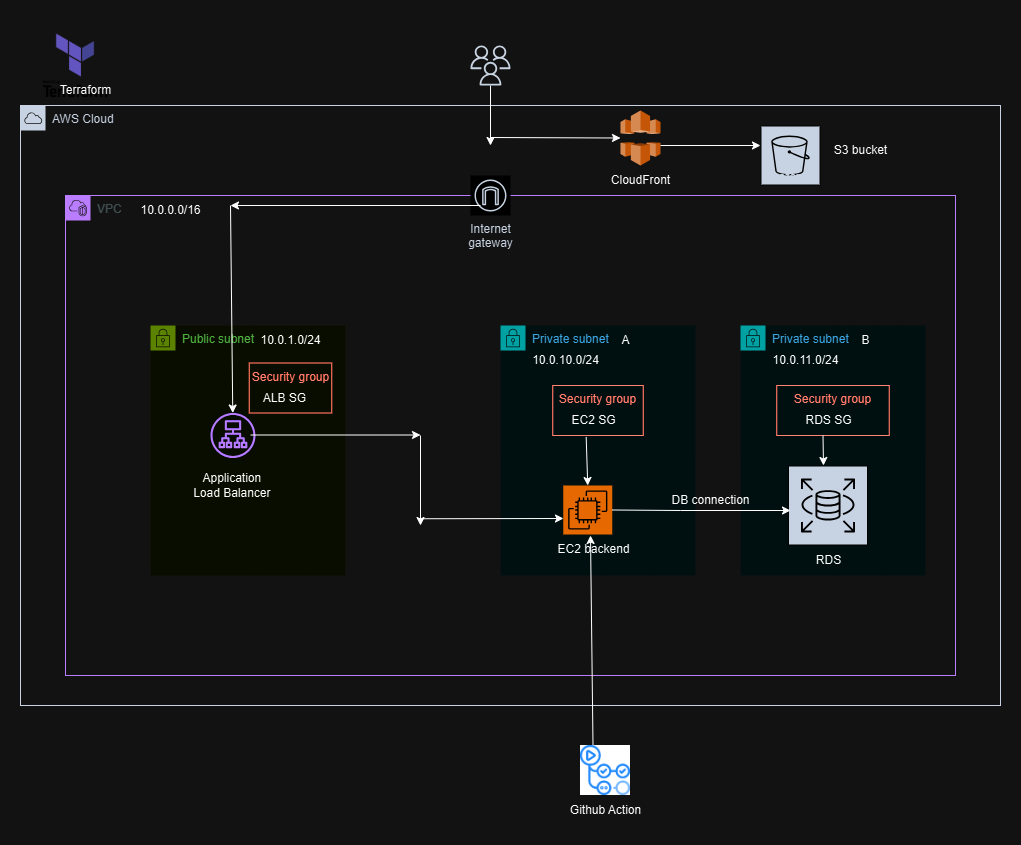 Terraform
AWS Cloud
CloudFront
S3 bucket
VPC 10.0.0.0/16
Internet
gateway
Public subnet 10.0.1.0/24
Security group
ALB SG
Application
Load Balancer
Private subnet A
10.0.10.0/24
Security group
EC2 SG
EC2 backend
DB connection
Private subnet B
10.0.11.0/24
Security group
RDS SG
RDS
Github Action